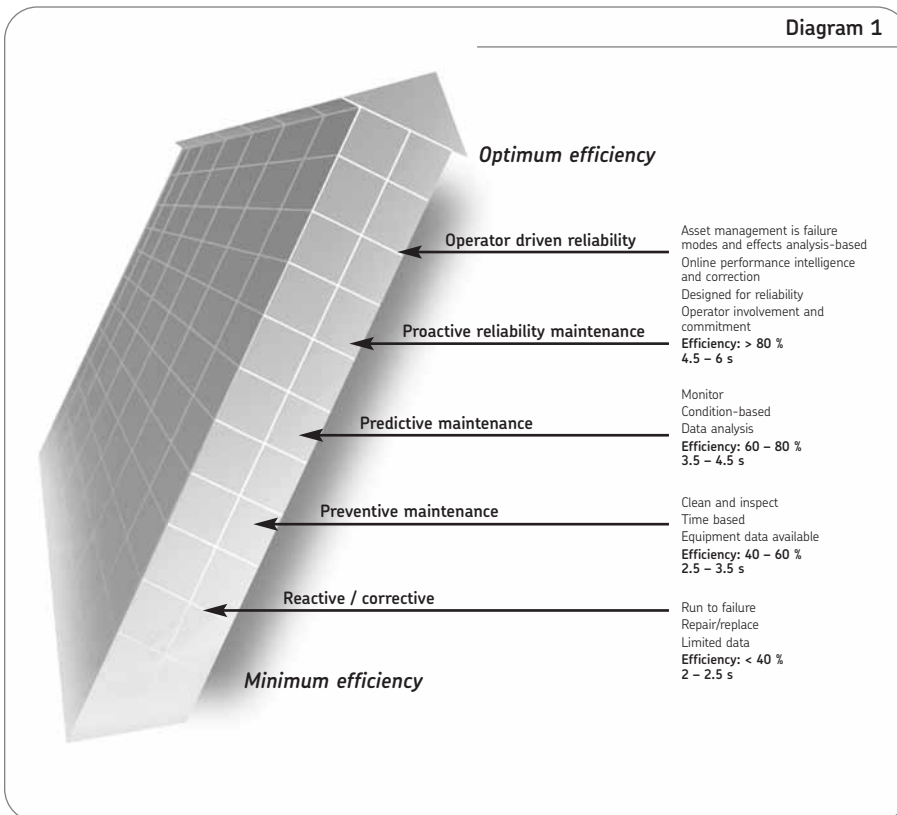 Diagram 1
Optimum efficiency
Operator driven reliability
Asset management is failure
modes and effects analysis-based
Online performance intelligence
and correction
Designed for reliability
Operator involvement and
commitment
Efficiency: > 80 %
4.5 – 6 s
Proactive reliability maintenance
Predictive maintenance
Monitor
Condition-based
Data analysis
Efficiency: 60 – 80 %
3.5 – 4.5 s
Preventive maintenance
Clean and inspect
Time based
Equipment data available
Efficiency: 40 – 60 %
2.5 – 3.5 s
Reactive / corrective
Run to failure
Repair/replace
Limited data
Efficiency: < 40 %
2 – 2.5 s
Minimum efficiency